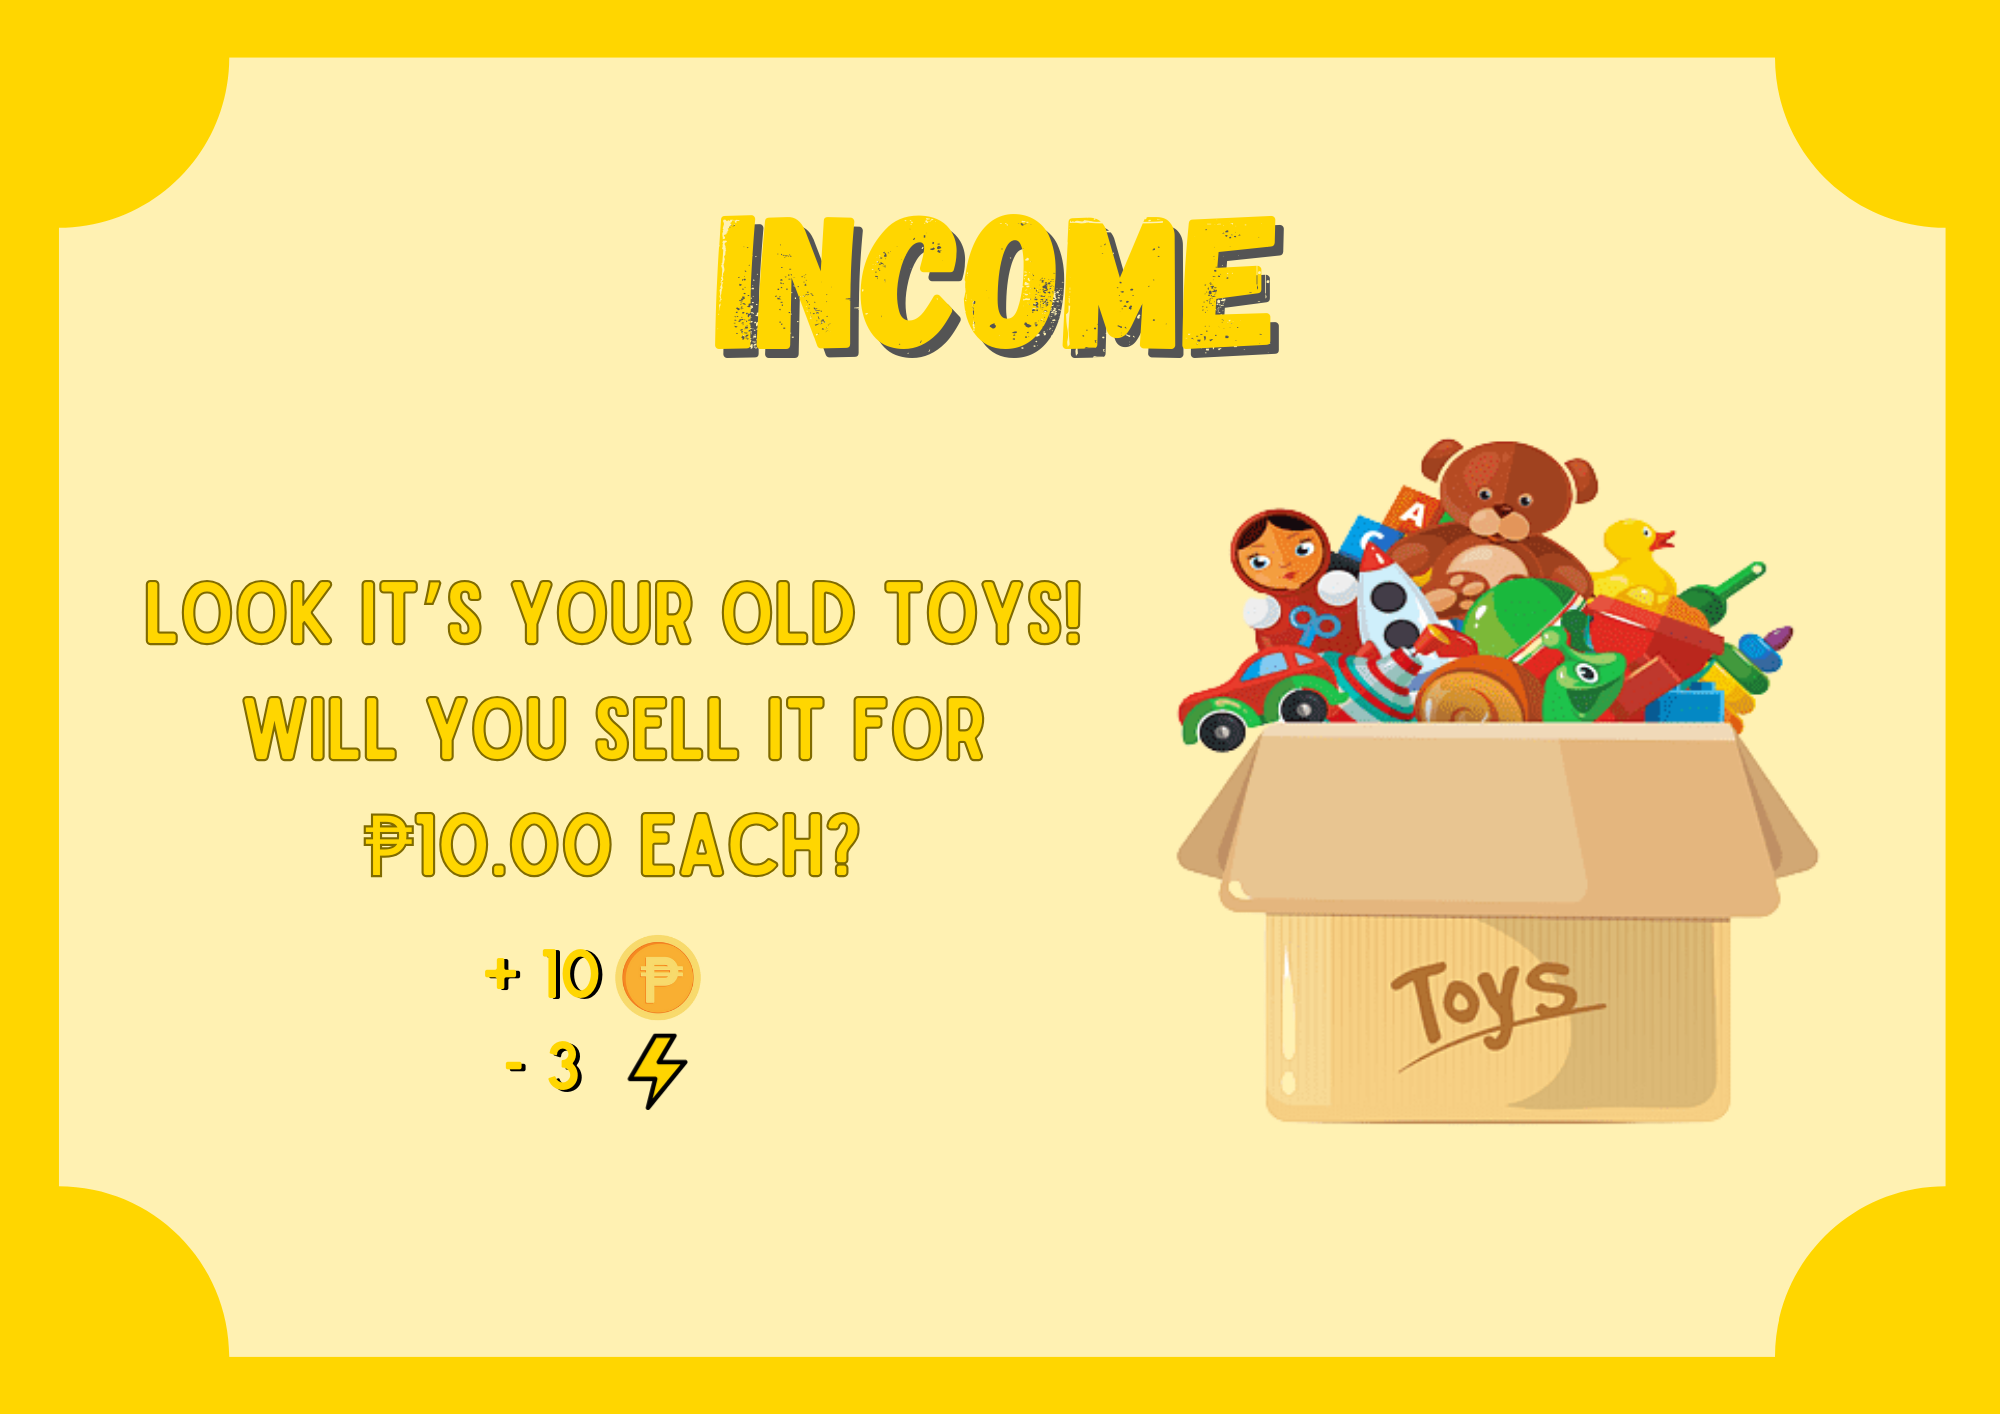 INCOME
LOOK IT'S YOUR OLD TOYS!
WILL YOU SELL IT FOR
₱10.00 EACH?
+ 10 ₱
- 3
A
C
Toys